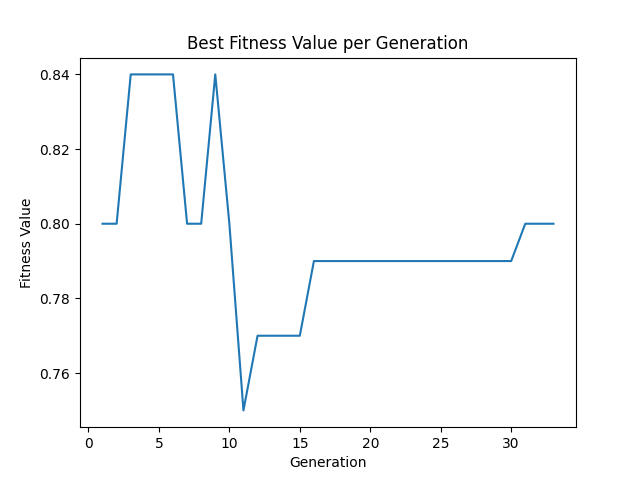 Best Fitness Value per Generation
0.84
0.82
0.80
0.78
0.76
Fitness Value
0 5 10 15 20 25 30
Generation